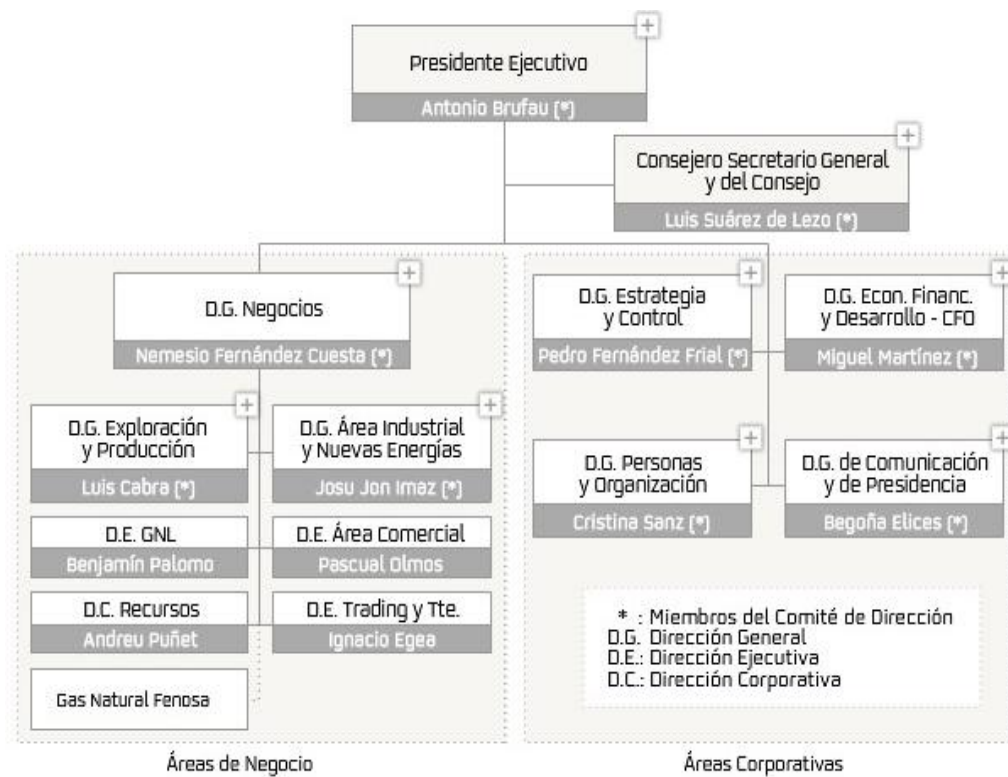 Presidente Ejecutivo
Antonio Brufau (*)
Consejero Secretario General
y del Consejo
Luis Suárez de Lezo (*)
D.G. Negocios
Nemesio Fernández Cuesta (*)
D.G. Exploración
y Producción
Luis Cabra (*)
D.G. Área Industrial
y Nuevas Energías
Josu Jon Imaz (*)
D.E. GNL
Benjamín Palomo
D.E. Área Comercial
Pascual Olmos
D.C. Recursos
Andreu Puñet
D.E. Trading y Tte.
Ignacio Egea
Gas Natural Fenosa
Áreas de Negocio
D.G. Estrategia
y Control
Pedro Fernández Frial (*)
D.G. Econ. Financ.
y Desarrollo - CFO
Miguel Martínez (*)
D.G. Personas
y Organización
Cristina Sanz (*)
D.G. de Comunicación
y de Presidencia
Begoña Elices (*)
* : Miembros del Comité de Dirección
D.G. Dirección General
D.E.: Dirección Ejecutiva
D.C.: Dirección Corporativa
Áreas Corporativas